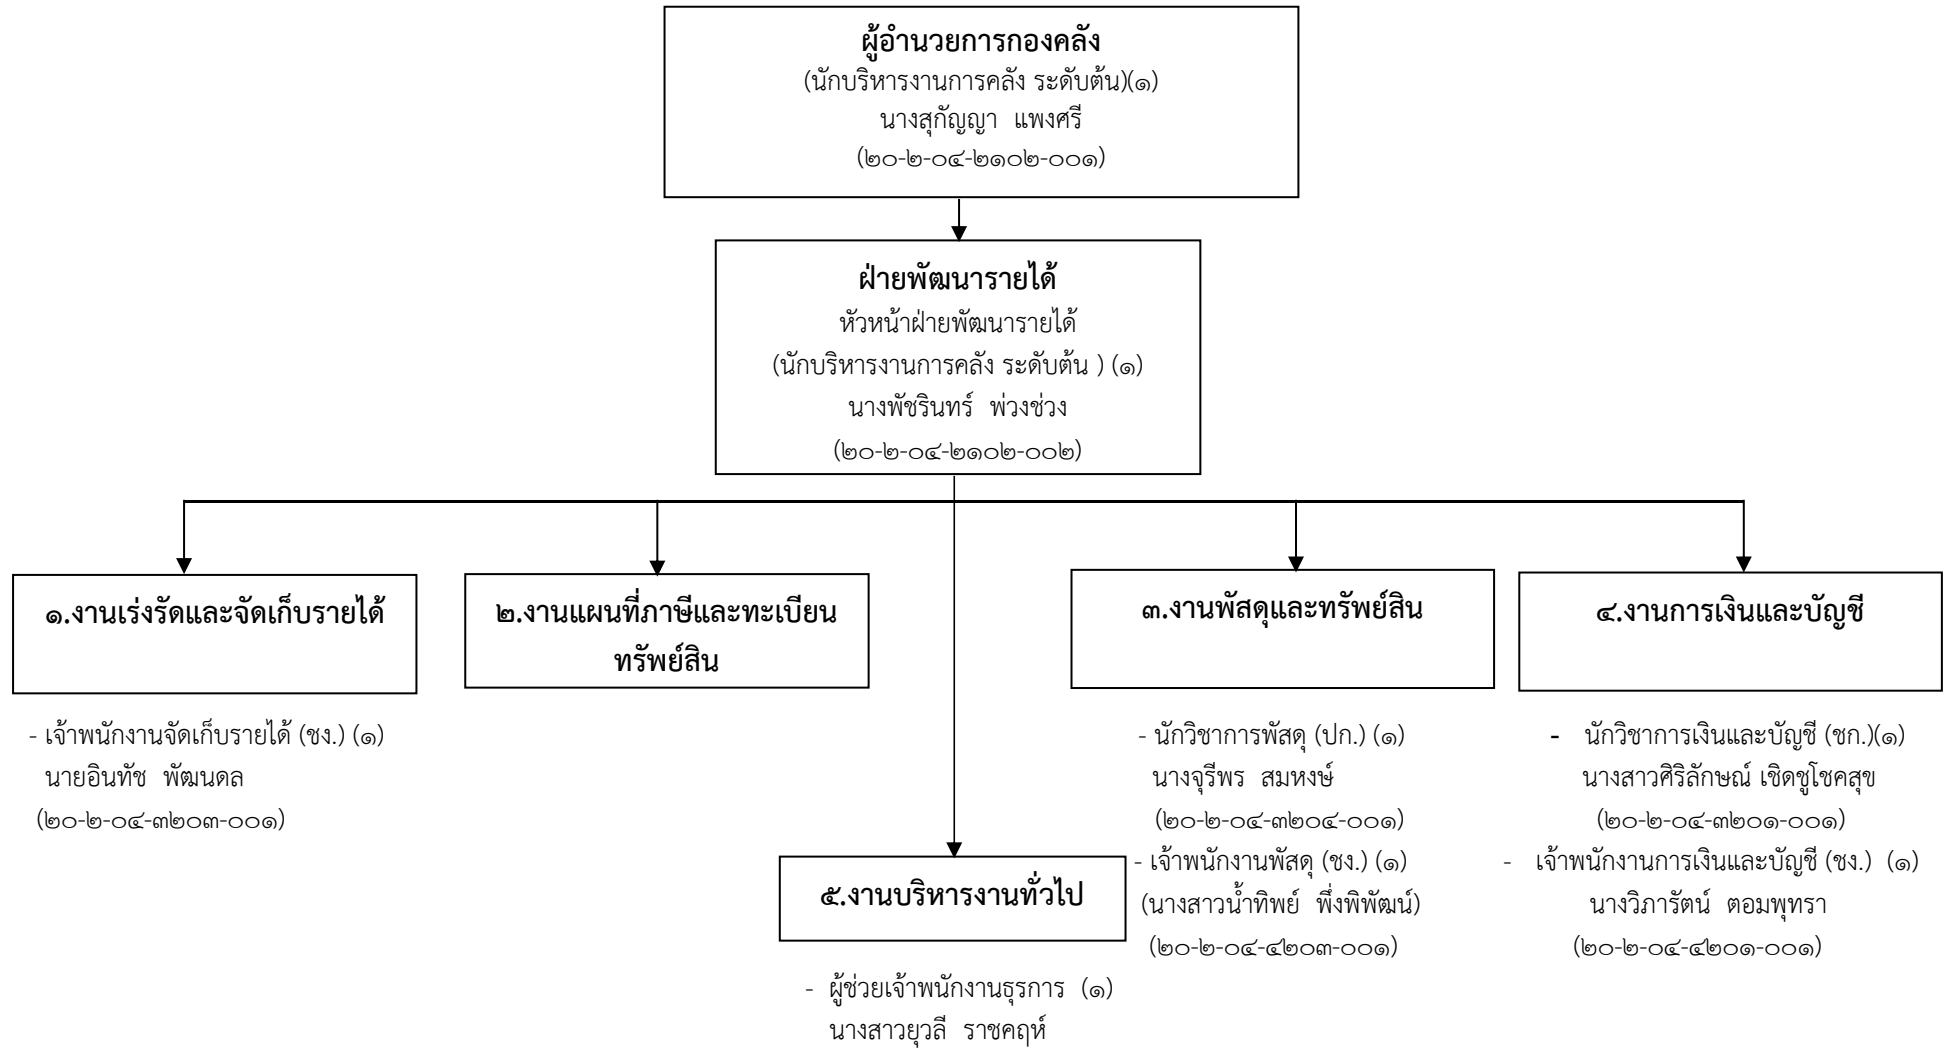 ผู้อำนวยการกองคลัง
(นักบริหารงานการคลัง ระดับต้น)(๑)
นางสุกัญญา แพงศรี
(๒๐-๒-๐๔-๒๑๐๒-๐๐๑)
ฝ่ายพัฒนารายได้
หัวหน้าฝ่ายพัฒนารายได้
(นักบริหารงานการคลัง ระดับต้น ) (๑)
นางพัชรินทร์ พ่วงช่วง
(๒๐-๒-๐๔-๒๑๐๒-๐๐๒)
๑.งานเร่งรัดและจัดเก็บรายได้
- เจ้าพนักงานจัดเก็บรายได้ (ชง.) (๑)
นายอินทัช พัฒนดล
(๒๐-๒-๐๔-๓๒๐๓-๐๐๑)
๒.งานแผนที่ภาษีและทะเบียน
ทรัพย์สิน
๓.งานพัสดุและทรัพย์สิน
- นักวิชาการพัสดุ (ปก.) (๑)
นางจุรีพร สมหงษ์
(๒๐-๒-๐๔-๓๒๐๔-๐๐๑)
- เจ้าพนักงานพัสดุ (ชง.) (๑)
(นางสาวน้ำทิพย์ พึ่งพิพัฒน์)
(๒๐-๒-๐๔-๔๒๐๓-๐๐๑)
๔.งานการเงินและบัญชี
- นักวิชาการเงินและบัญชี (ชก.)(๑)
นางสาวศิริลักษณ์ เชิดชูโชคสุข
(๒๐-๒-๐๔-๓๒๐๑-๐๐๑)
- เจ้าพนักงานการเงินและบัญชี (ชง.) (๑)
นางวิภารัตน์ ตอมพุทรา
(๒๐-๒-๐๔-๔๒๐๑-๐๐๑)
๕.งานบริหารงานทั่วไป
- ผู้ช่วยเจ้าพนักงานธุรการ (๑)
นางสาวยุวลี ราชคฤห์